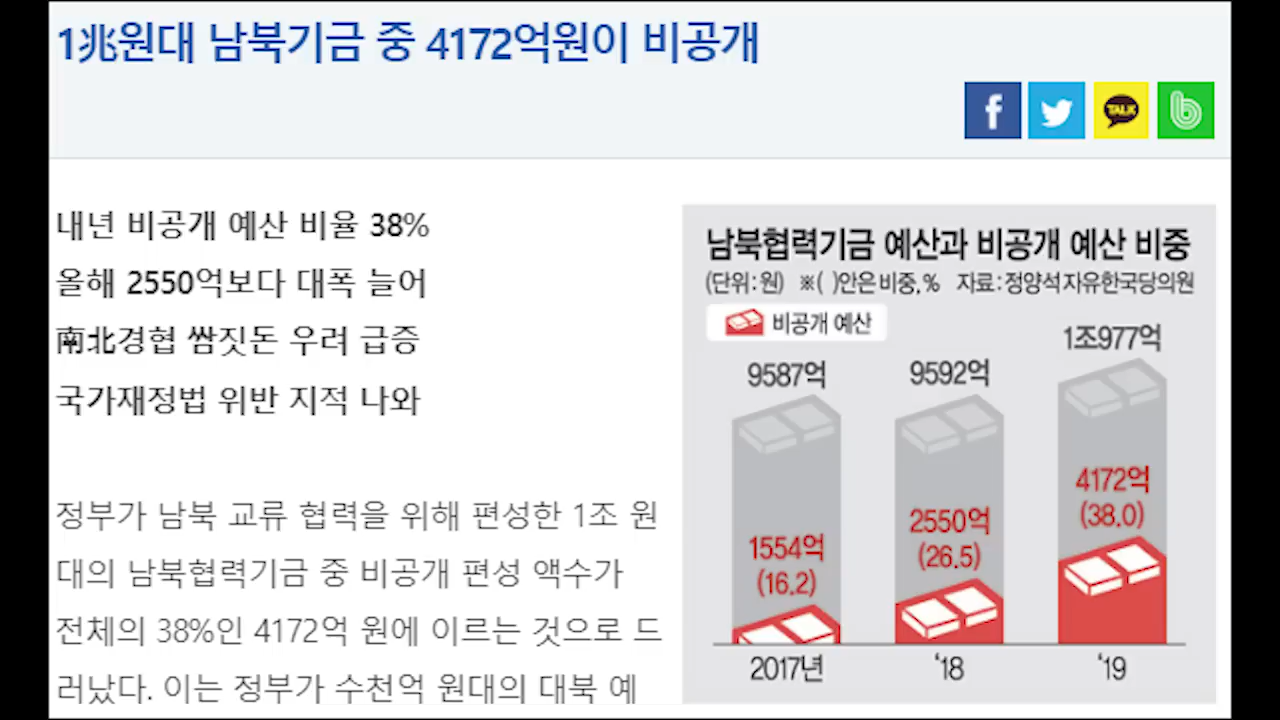 1兆원대 남북기금 중 4172억원이 비공개
TALK
내년 비공개 예산 비율 38%
올해 2550억보다 대폭 늘어
南北경협 쌈짓돈 우려 급증
국가재정법 위반 지적 나와
정부가 남북 교류 협력을 위해 편성한 1조 원
대의 남북협력기금 중 비공개 편성 액수가
전체의 38%인 4172억 원에 이르는 것으로 드
러났다. 이는 정부가 수천억 원대의 대북 예
남북협력기금 예산과 비공개 예산 비중
(단위:원) ※( )안은 비중, % 자료:정양석 자유한국당의원
비공개 예산
9587억 9592억 1조977억
1554억 2550억 4172억
(16.2) (26.5) (38.0)
2017년 '18 '19